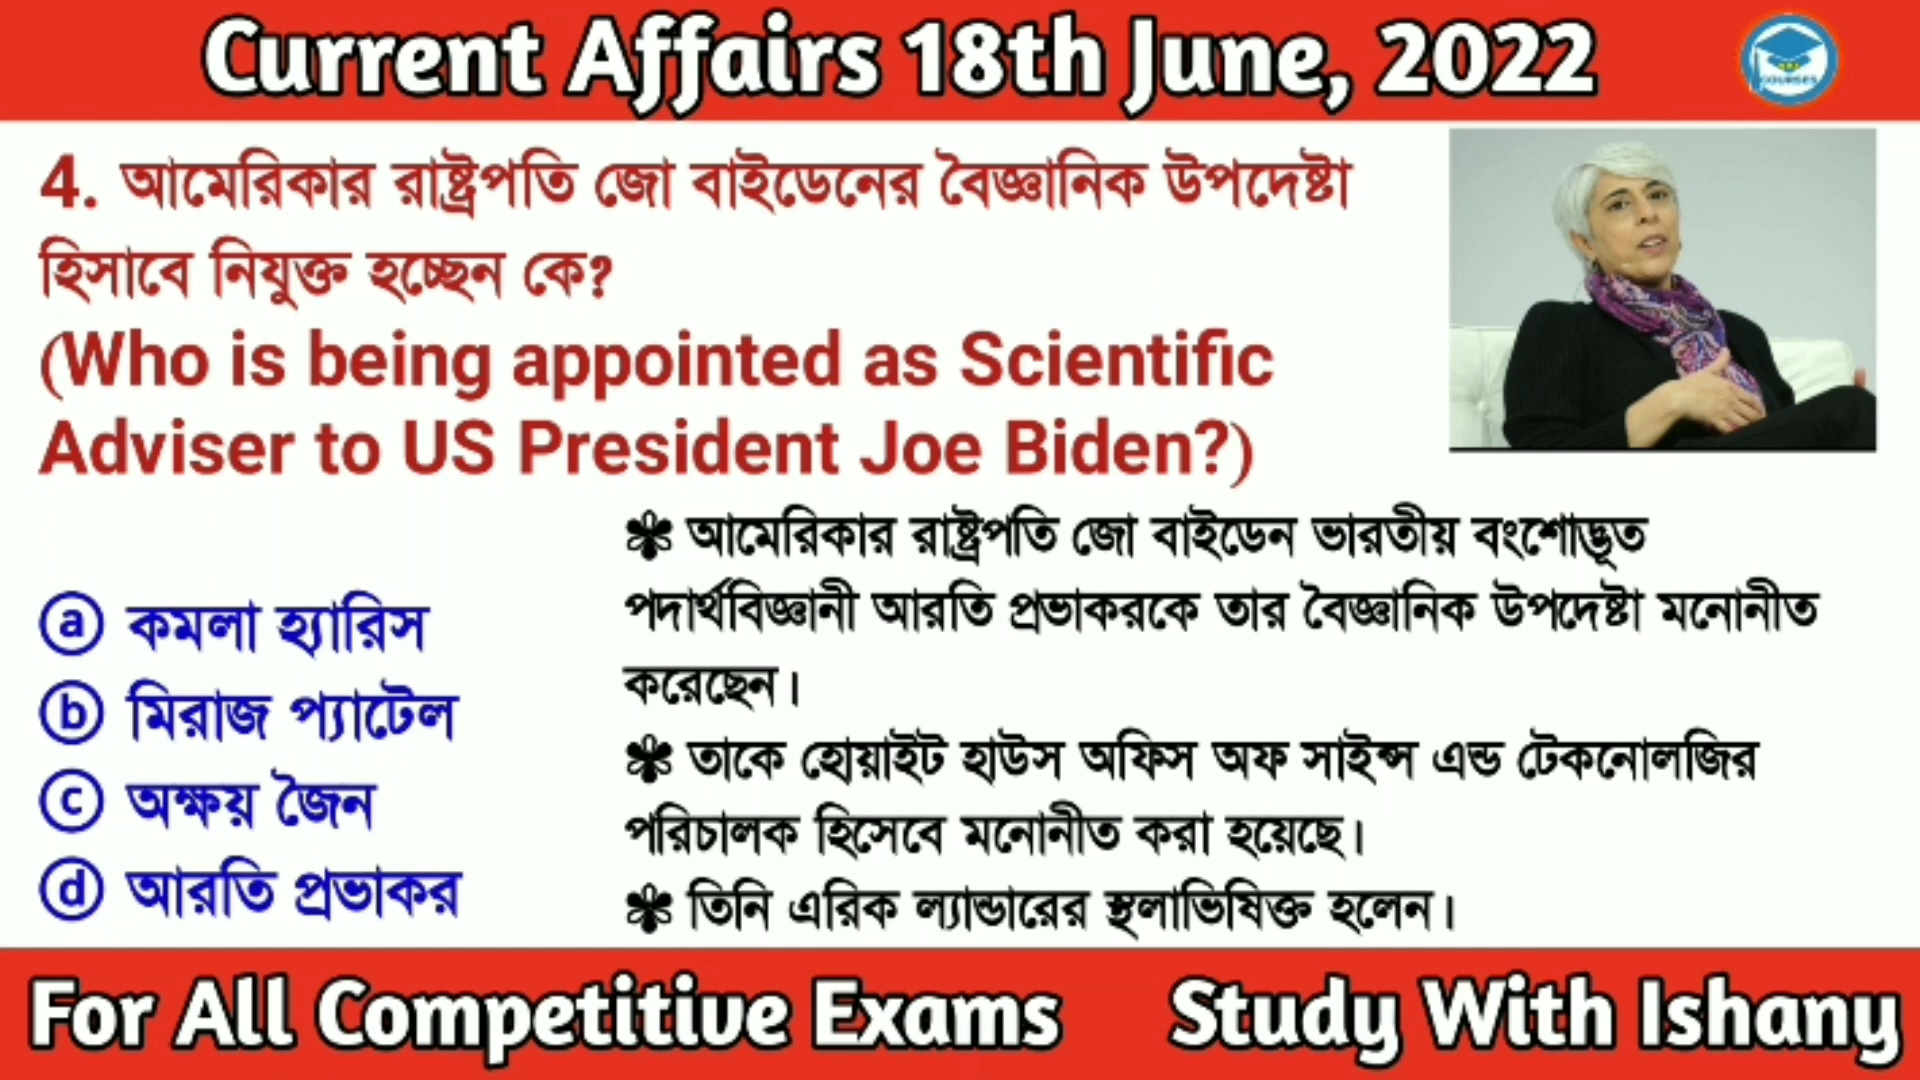 Current Affairs 18th June, 2022
COURSES
4. আমেরিকার রাষ্ট্রপতি জো বাইডেনের বৈজ্ঞানিক উপদেষ্টা
হিসাবে নিযুক্ত হচ্ছেন কে?
(Who is being appointed as Scientific
Adviser to US President Joe Biden?)
ⓐ কমলা হ্যারিস
ⓑ মিরাজ প্যাটেল
ⓒ অক্ষয় জৈন
ⓓ আরতি প্রভাকর
✾ আমেরিকার রাষ্ট্রপতি জো বাইডেন ভারতীয় বংশোদ্ভূত
পদার্থবিজ্ঞানী আরতি প্রভাকরকে তার বৈজ্ঞানিক উপদেষ্টা মনোনীত
করেছেন।
✾ তাকে হোয়াইট হাউস অফিস অফ সাইন্স এন্ড টেকনোলজির
পরিচালক হিসেবে মনোনীত করা হয়েছে।
✾ তিনি এরিক ল্যান্ডারের স্থলাভিষিক্ত হলেন।
For All Competitive Exams Study With Ishany